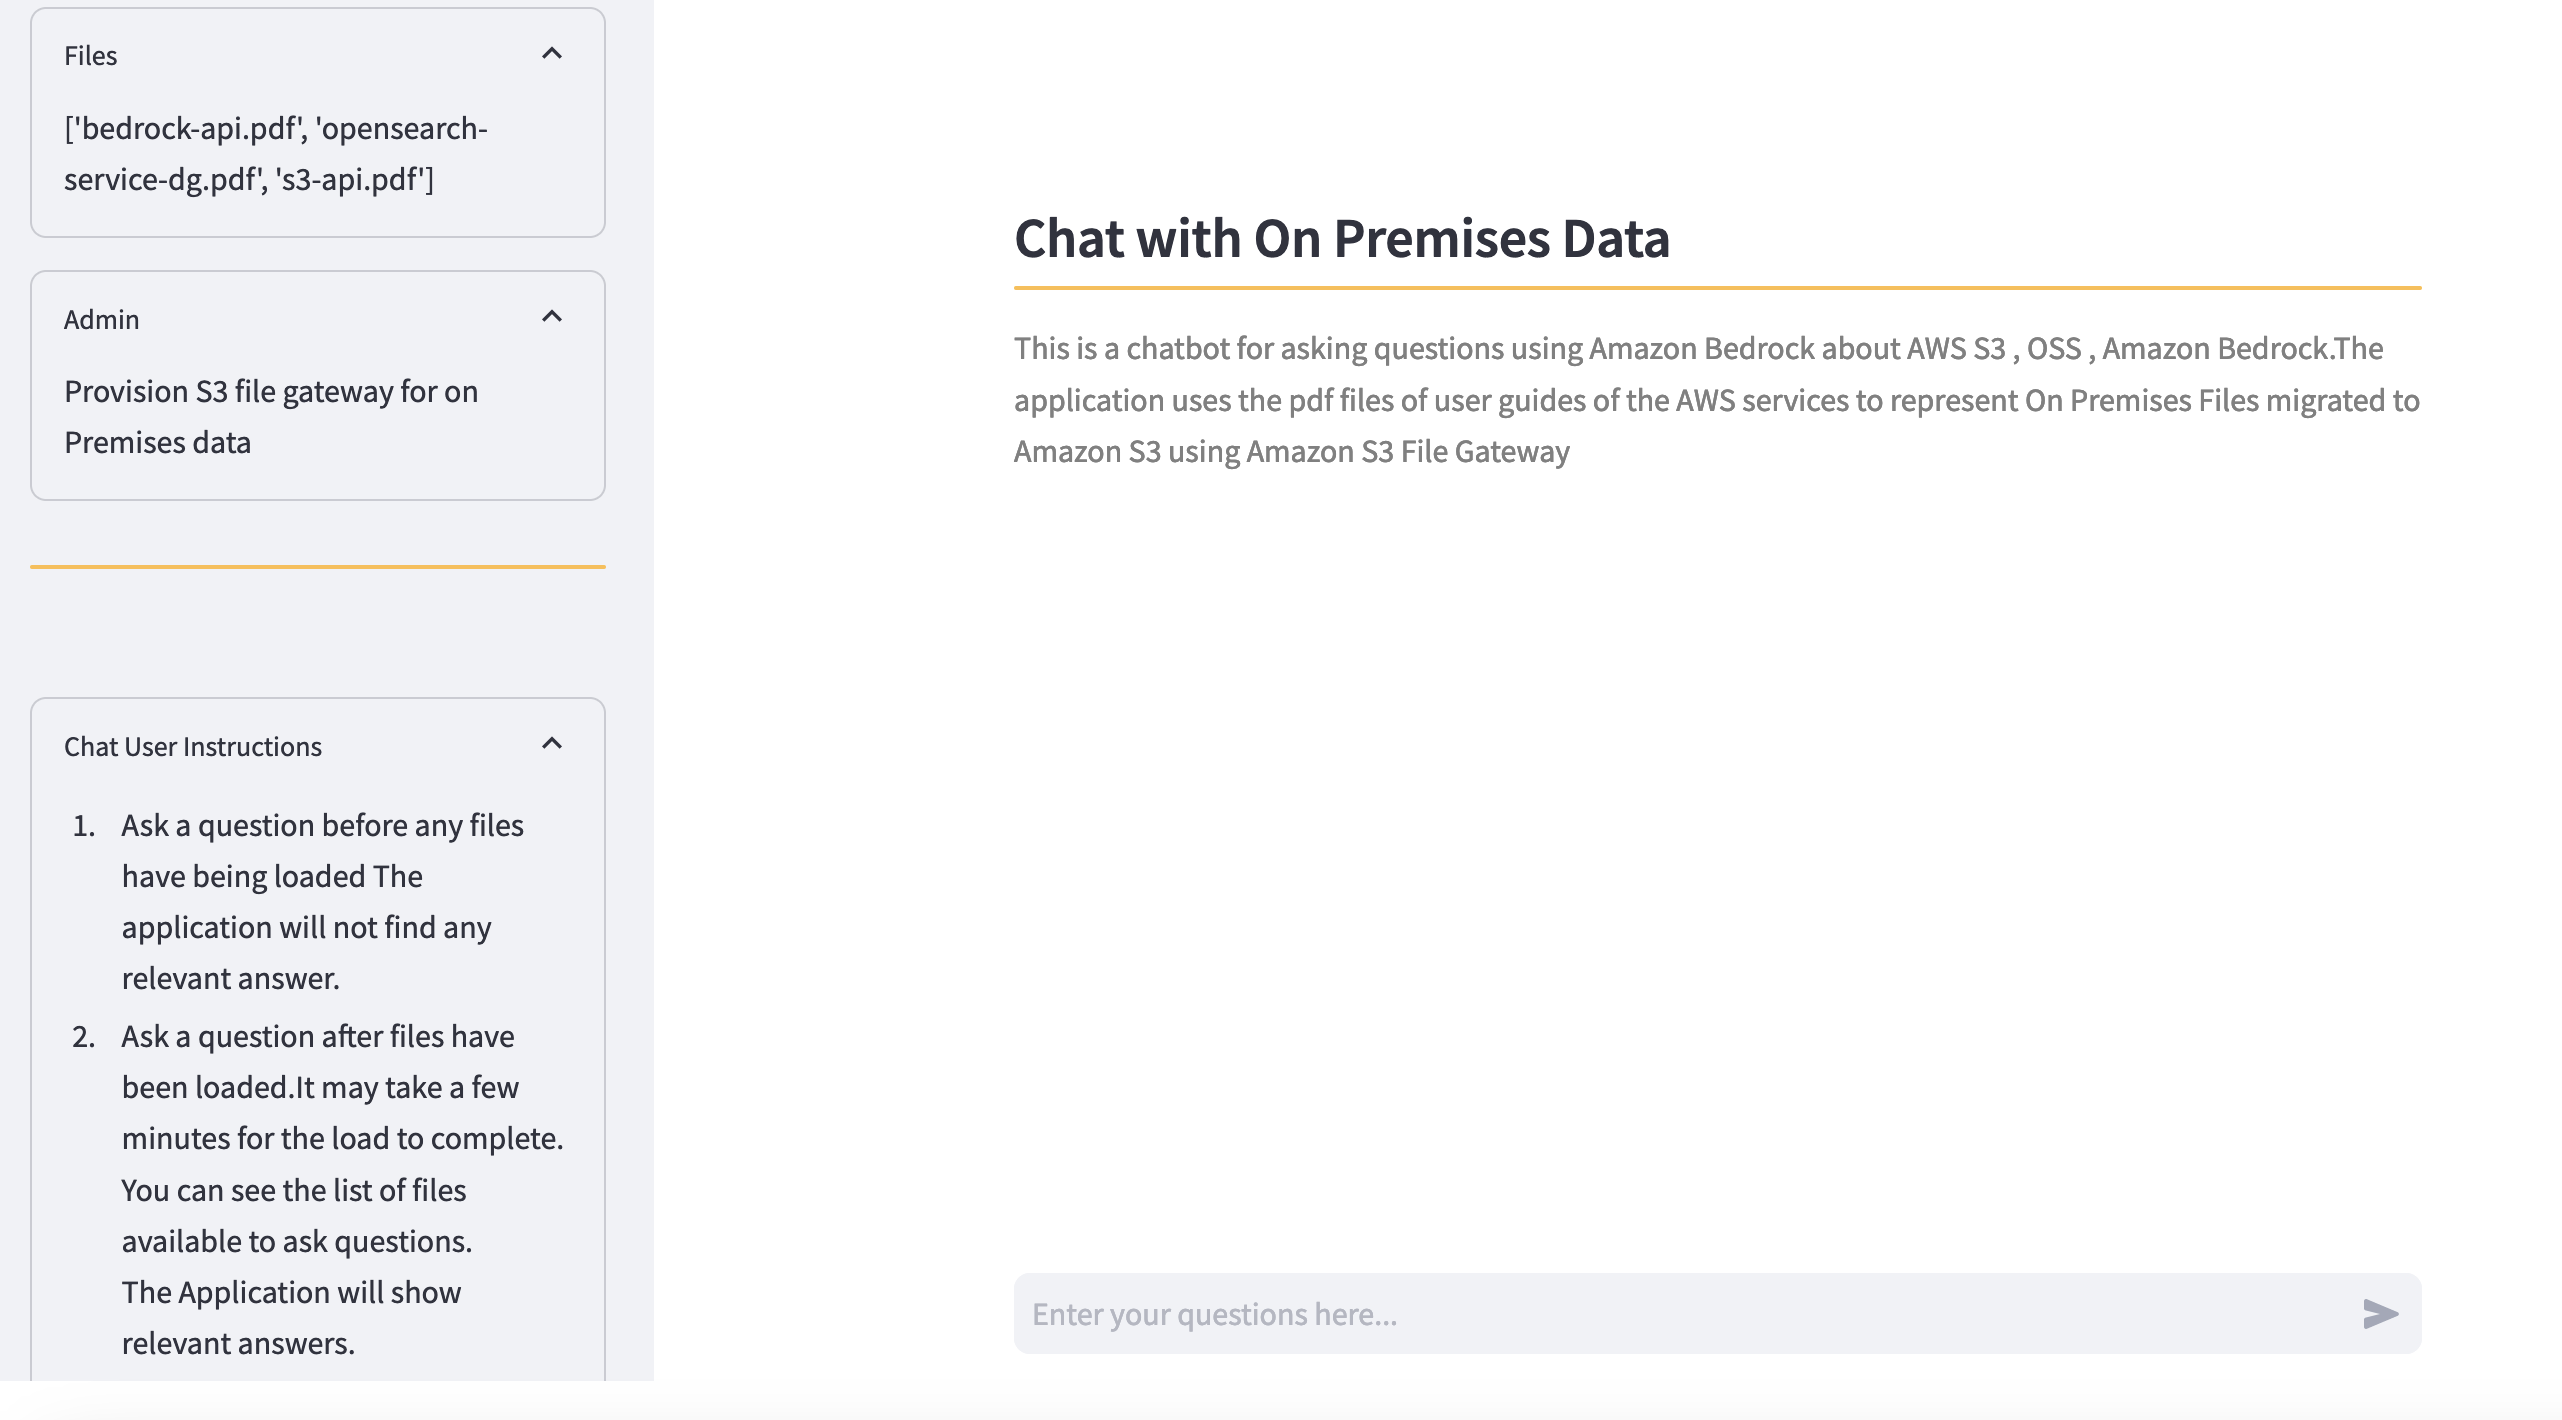 Files
['bedrock-api.pdf', 'opensearch-
service-dg.pdf', 's3-api.pdf']
Admin
Provision S3 file gateway for on
Premises data
Chat User Instructions
1. Ask a question before any files
have being loaded The
application will not find any
relevant answer.
2. Ask a question after files have
been loaded.It may take a few
minutes for the load to complete.
You can see the list of files
available to ask questions.
The Application will show
relevant answers.
Chat with On Premises Data
This is a chatbot for asking questions using Amazon Bedrock about AWS S3 , OSS , Amazon Bedrock.The
application uses the pdf files of user guides of the AWS services to represent On Premises Files migrated to
Amazon S3 using Amazon S3 File Gateway
Enter your questions here...